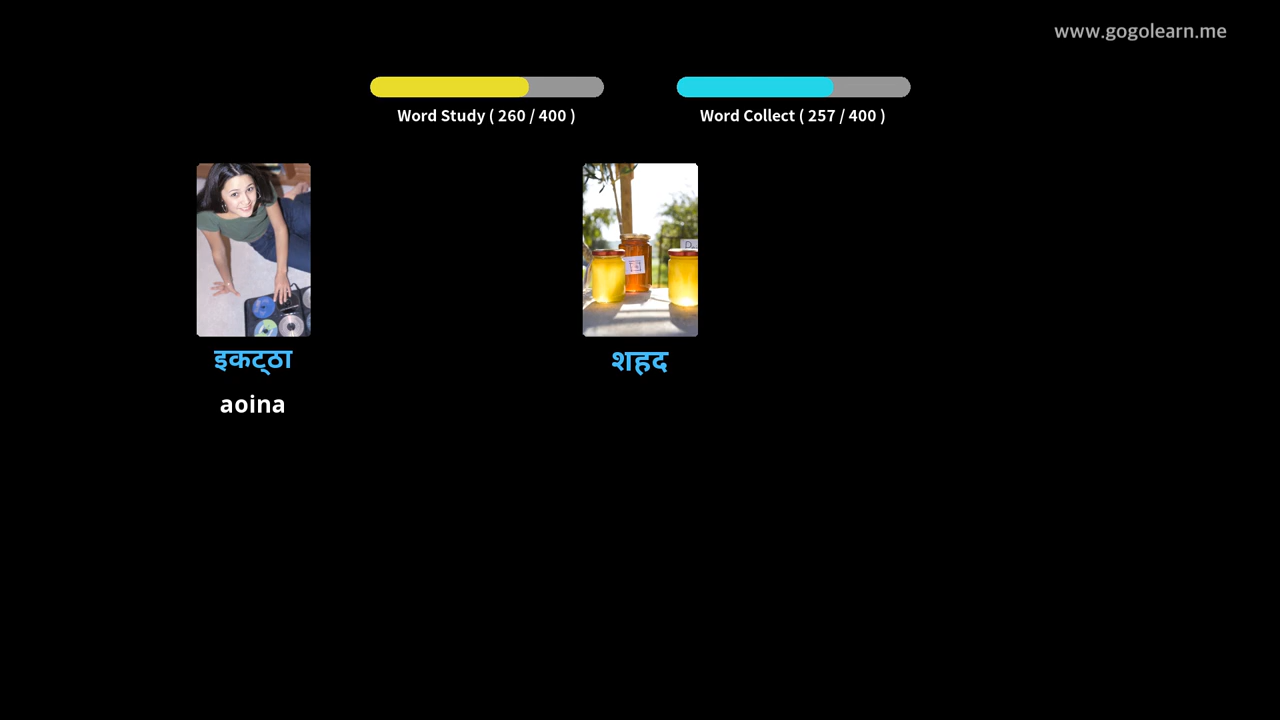 www.gogolearn.me
Word Study ( 260 / 400 )
Word Collect ( 257 / 400 )
इकट्ठा
शहद
aoina